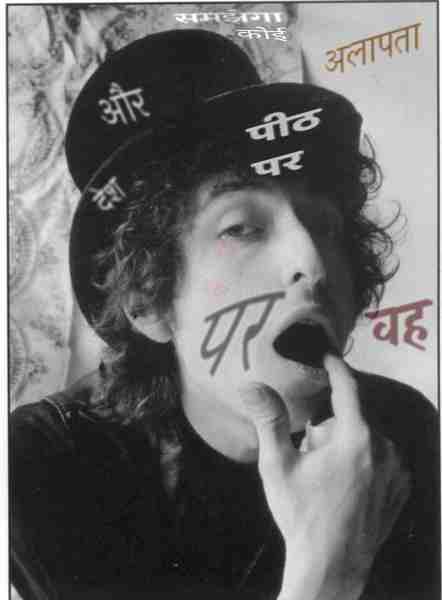 समझेगा
कोई
अलापता
और
पीठ
पर
देश
पर
वह